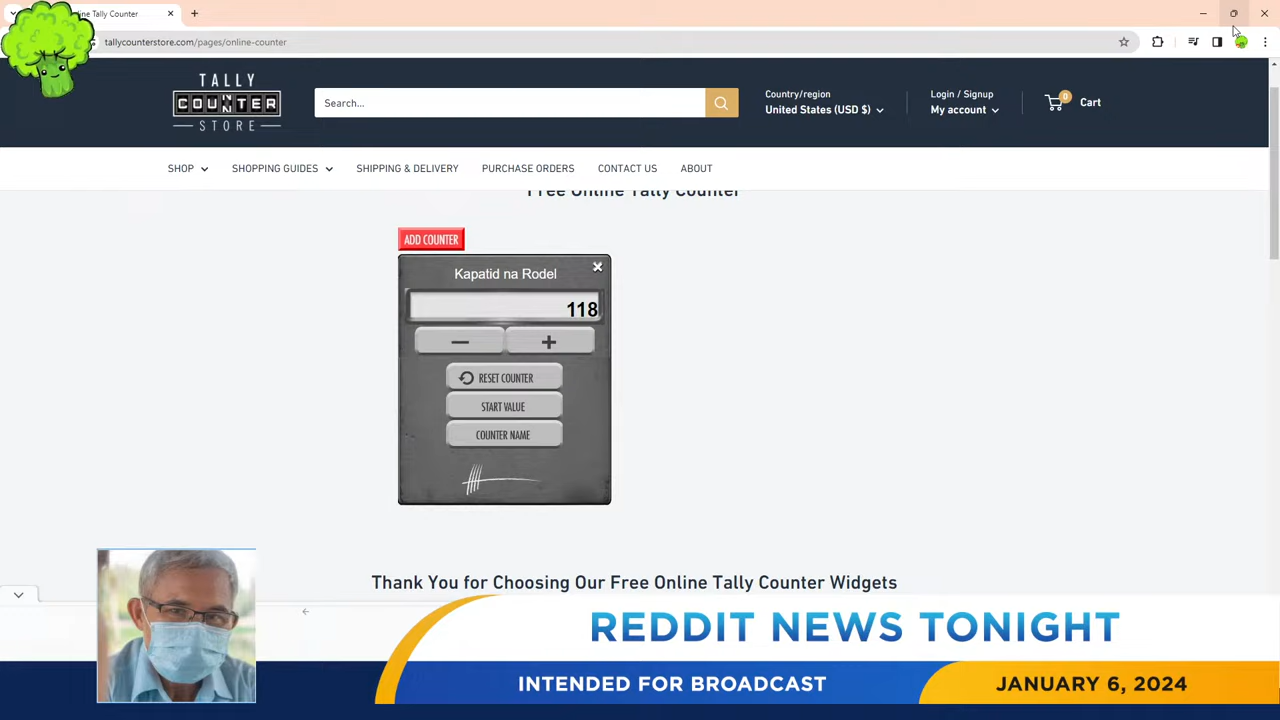 Online Tally Counter
tallycounterstore.com/pages/online-counter
TALLY
COUNTER
STORE
Search...
Country/region
United States (USD $)
Login / Signup
My account
0
Cart
SHOP
SHOPPING GUIDES
SHIPPING & DELIVERY
PURCHASE ORDERS
CONTACT US
ABOUT
Free Online Tally Counter
ADD COUNTER
Kapatid na Rodel
118
RESET COUNTER
START VALUE
COUNTER NAME
Thank You for Choosing Our Free Online Tally Counter Widgets
REDDIT NEWS TONIGHT
INTENDED FOR BROADCAST
JANUARY 6, 2024